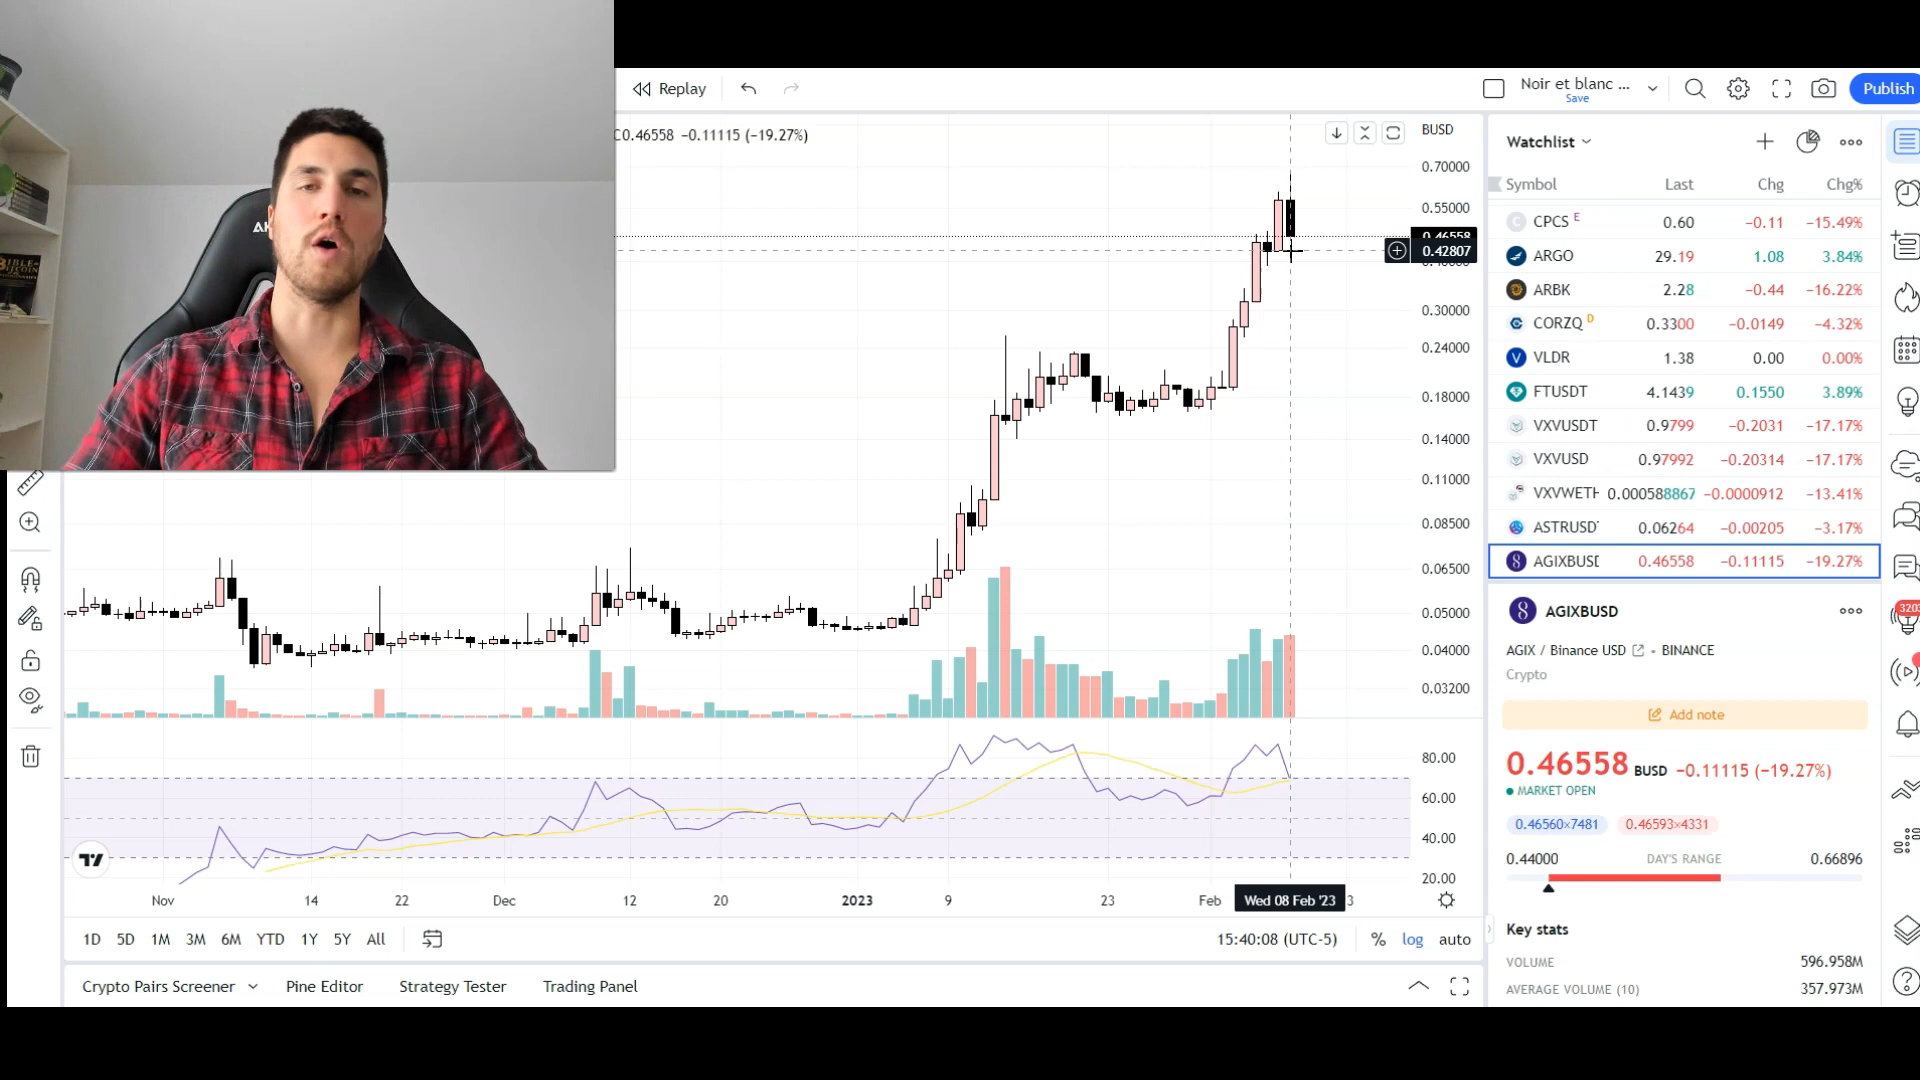 Replay
Noir et blanc ...
Save
Publish
C0.46558 −0.11115 (−19.27%)
BUSD
0.70000
0.55000
0.46558
0.42807
0.30000
0.24000
0.18000
0.14000
0.11000
0.08500
0.06500
0.05000
0.04000
0.03200
80.00
60.00
40.00
20.00
Nov 14 22 Dec 12 20 2023 9 23 Feb Wed 08 Feb '23 3
1D 5D 1M 3M 6M YTD 1Y 5Y All
15:40:08 (UTC-5) % log auto
Crypto Pairs Screener Pine Editor Strategy Tester Trading Panel
Watchlist
Symbol Last Chg Chg%
CPCS E 0.60 −0.11 −15.49%
ARGO 29.19 1.08 3.84%
ARBK 2.28 −0.44 −16.22%
CORZQ D 0.3300 −0.0149 −4.32%
VLDR 1.38 0.00 0.00%
FTUSDT 4.1439 0.1550 3.89%
VXVUSDT 0.9799 −0.2031 −17.17%
VXVUSD 0.97992 −0.20314 −17.17%
VXVWETH 0.000588867 −0.0000912 −13.41%
ASTRUSD 0.06264 −0.00205 −3.17%
AGIXBUSD 0.46558 −0.11115 −19.27%
AGIXBUSD
AGIX / Binance USD • BINANCE
Crypto
Add note
0.46558 BUSD −0.11115 (−19.27%)
MARKET OPEN
0.46560×7481 0.46593×4331
0.44000 DAY'S RANGE 0.66896
Key stats
VOLUME 596.958M
AVERAGE VOLUME (10) 357.973M
320
AK
BIBLE
BITCOIN